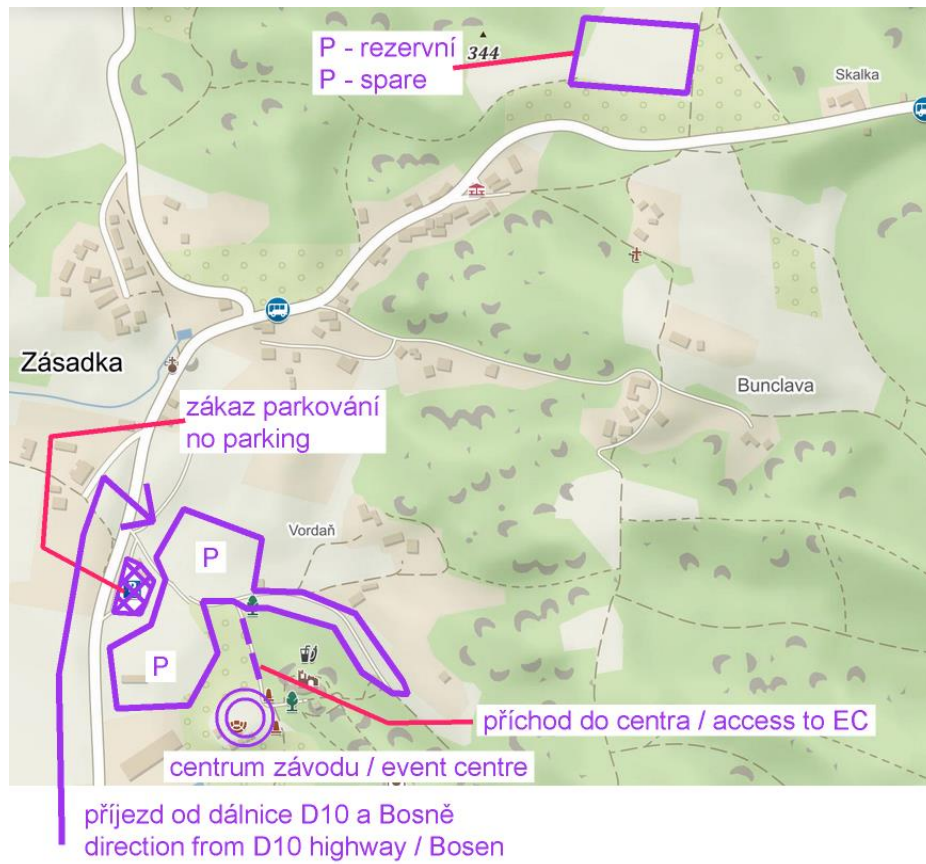 P - rezervní
P - spare
344
Skalka
Zásadka
zákaz parkování
no parking
Bunclava
Vordaň
P
P
příchod do centra / access to EC
centrum závodu / event centre
příjezd od dálnice D10 a Bosně
direction from D10 highway / Bosen